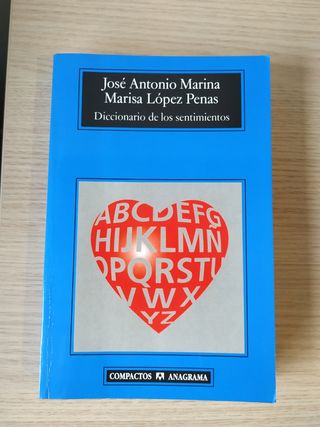 José Antonio Marina
Marisa López Penas
Diccionario de los sentimientos
ABCDEFG
HIJKLMÑ
OPQRSTU
VWX
YZ
COMPACTOS ANAGRAMA